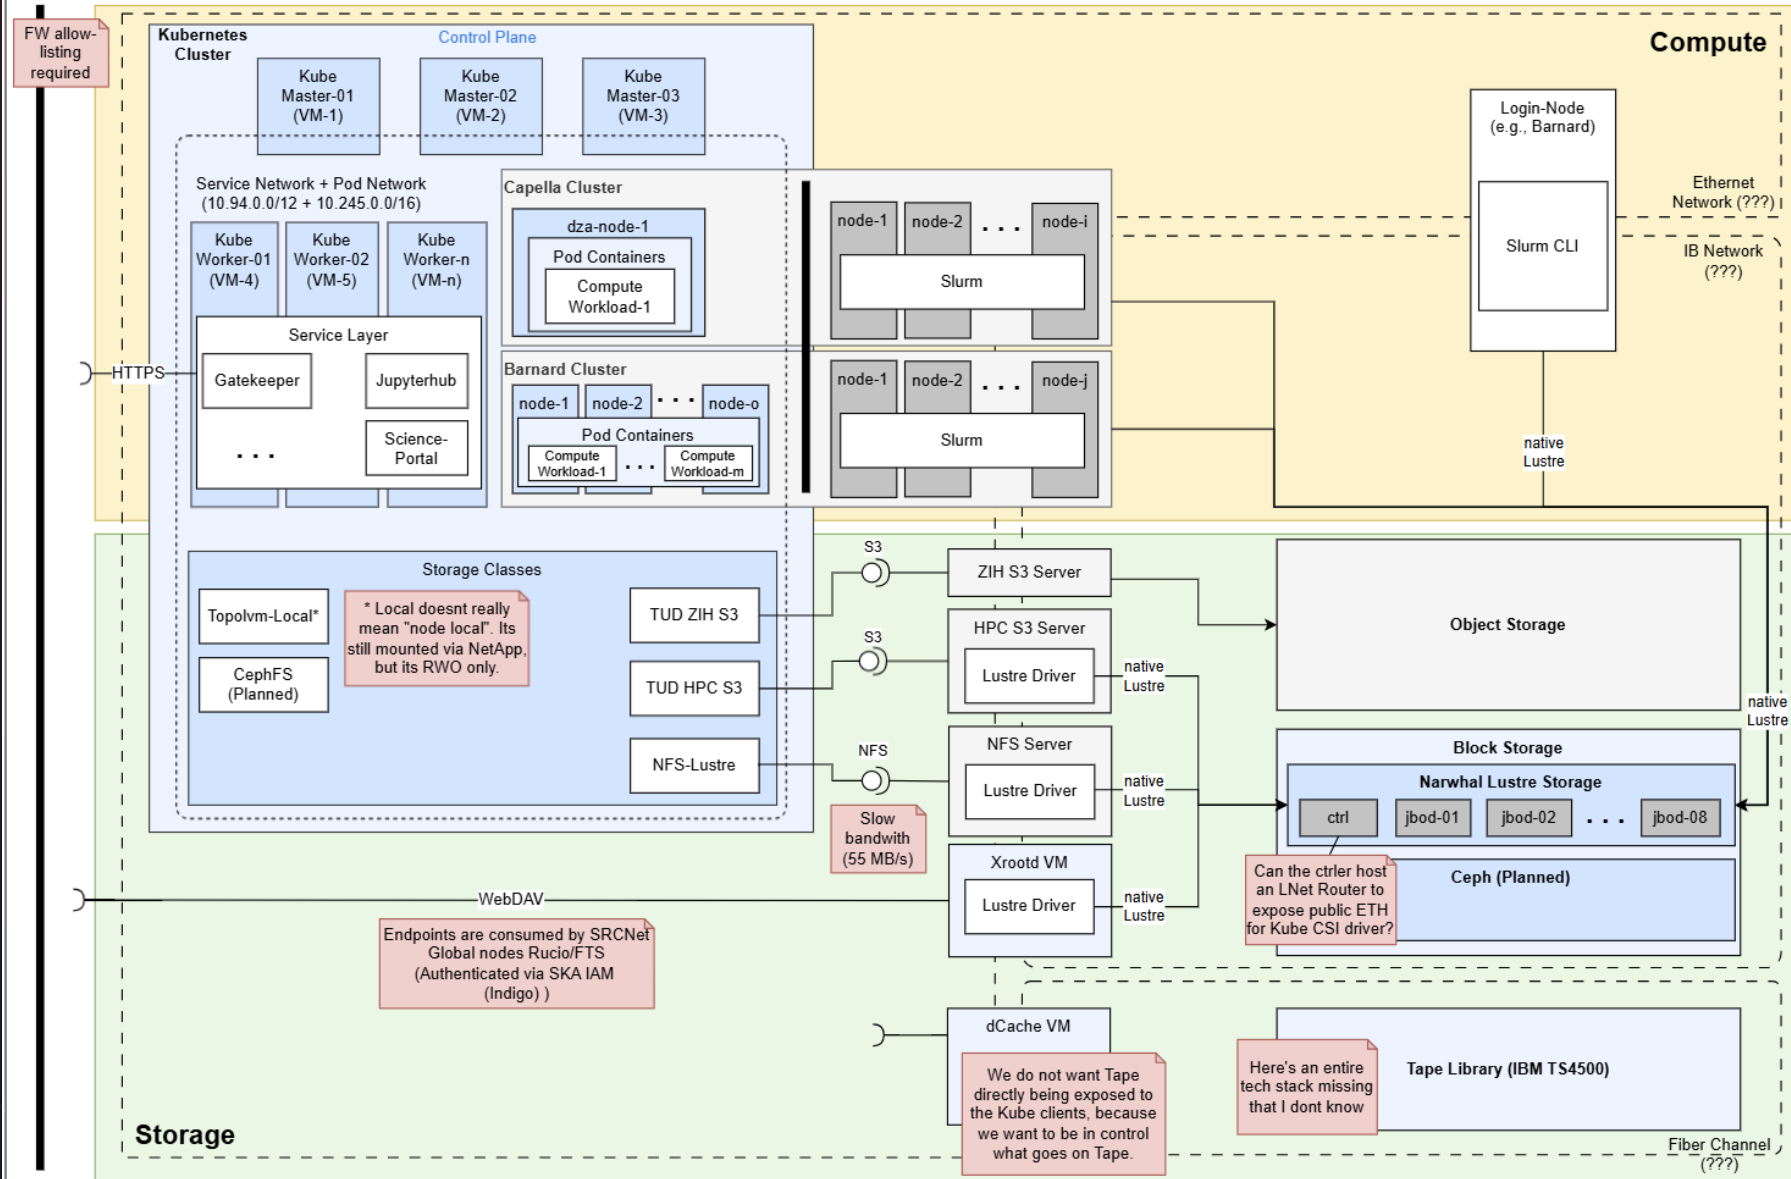 FW allow-
listing
required
Kubernetes
Cluster
Control Plane
Compute
Kube
Master-01
(VM-1)
Kube
Master-02
(VM-2)
Kube
Master-03
(VM-3)
Login-Node
(e.g., Barnard)
Slurm CLI
Ethernet
Network (???)
IB Network
(???)
Service Network + Pod Network
(10.94.0.0/12 + 10.245.0.0/16)
Kube
Worker-01
(VM-4)
Kube
Worker-02
(VM-5)
Kube
Worker-n
(VM-n)
Service Layer
Gatekeeper
Jupyterhub
Science-
Portal
. . .
HTTPS
Capella Cluster
dza-node-1
Pod Containers
Compute
Workload-1
node-1
node-2
. . .
node-i
Slurm
Barnard Cluster
node-1
node-2
. . .
node-o
Pod Containers
Compute
Workload-1
. . .
Compute
Workload-m
node-1
node-2
. . .
node-j
Slurm
native
Lustre
Storage Classes
Topolvm-Local*
CephFS
(Planned)
* Local doesnt really
mean "node local". Its
still mounted via NetApp,
but its RWO only.
TUD ZIH S3
TUD HPC S3
NFS-Lustre
S3
S3
NFS
Slow
bandwith
(55 MB/s)
ZIH S3 Server
HPC S3 Server
Lustre Driver
native
Lustre
NFS Server
Lustre Driver
native
Lustre
Xrootd VM
Lustre Driver
native
Lustre
Object Storage
native
Lustre
Block Storage
Narwhal Lustre Storage
ctrl
jbod-01
jbod-02
. . .
jbod-08
Can the ctrler host
an LNet Router to
expose public ETH
for Kube CSI driver?
Ceph (Planned)
WebDAV
Endpoints are consumed by SRCNet
Global nodes Rucio/FTS
(Authenticated via SKA IAM
(Indigo) )
dCache VM
We do not want Tape
directly being exposed to
the Kube clients, because
we want to be in control
what goes on Tape.
Here's an entire
tech stack missing
that I dont know
Tape Library (IBM TS4500)
Storage
Fiber Channel
(???)